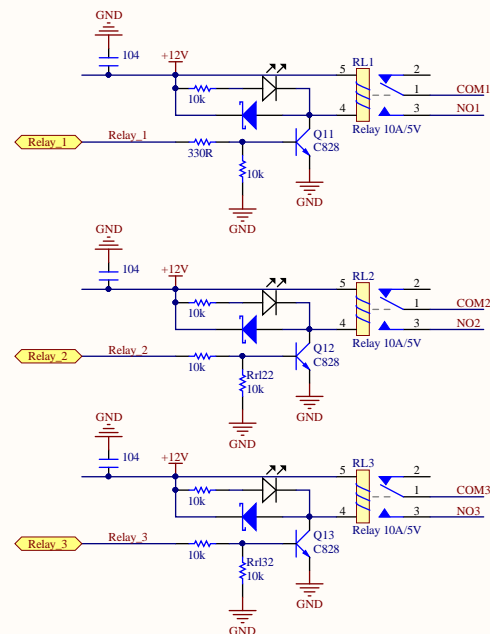 GND
104
+12V
RL1
5
2
10k
1
COM1
4
3
NO1
Q11
C828
Relay 10A/5V
Relay_1
Relay_1
330R
10k
GND
GND
GND
104
+12V
RL2
5
2
10k
1
COM2
4
3
NO2
Q12
C828
Relay 10A/5V
Relay_2
Relay_2
10k
Rrl22
10k
GND
GND
GND
104
+12V
RL3
5
2
10k
1
COM3
4
3
NO3
Q13
C828
Relay 10A/5V
Relay_3
Relay_3
10k
Rrl32
10k
GND
GND